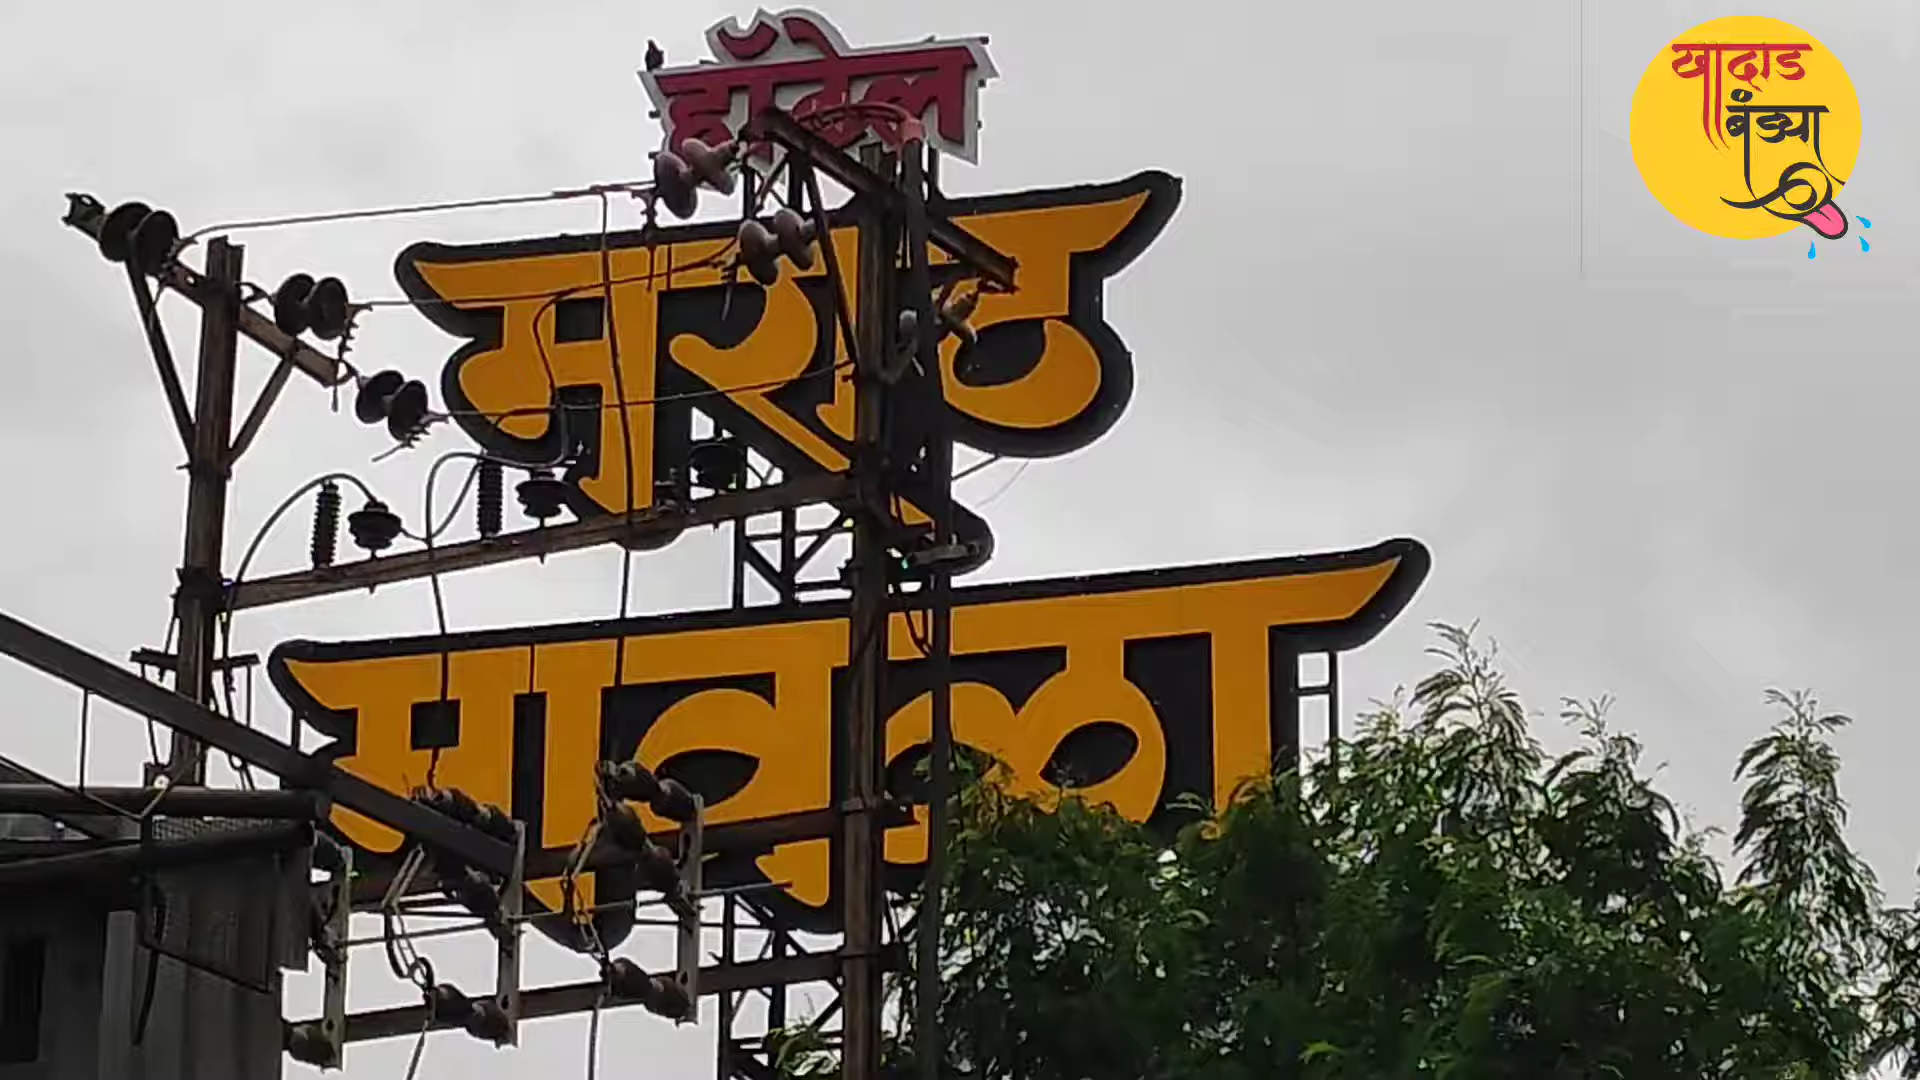 हॉटेल
मराठा
मावळा
खादाड
बंड्या